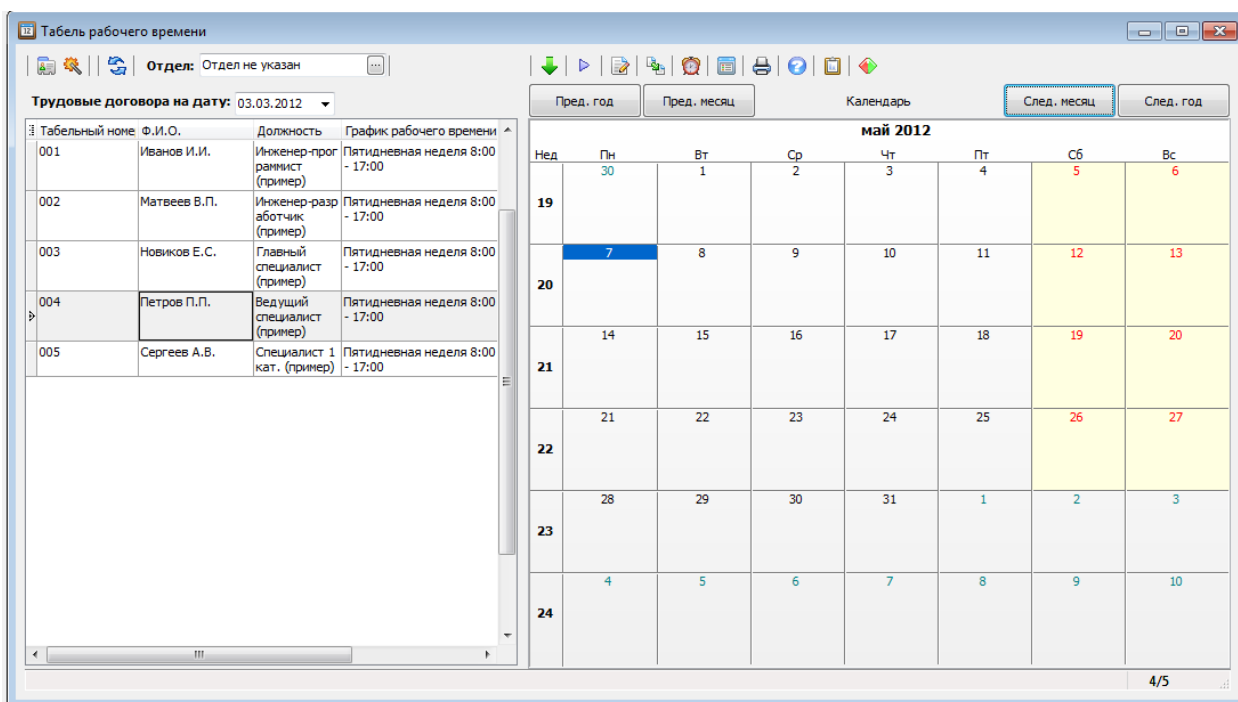 Табель рабочего времени
Отдел: Отдел не указан ...
Трудовые договора на дату: 03.03.2012
Пред. год Пред. месяц Календарь След. месяц След. год
Табельный номе Ф.И.О. Должность График рабочего времени
001 Иванов И.И. Инженер-прог Пятидневная неделя 8:00
раммист - 17:00
(пример)
002 Матвеев В.П. Инженер-разр Пятидневная неделя 8:00
аботчик - 17:00
(пример)
003 Новиков Е.С. Главный Пятидневная неделя 8:00
специалист - 17:00
(пример)
004 Петров П.П. Ведущий Пятидневная неделя 8:00
специалист - 17:00
(пример)
005 Сергеев А.В. Специалист 1 Пятидневная неделя 8:00
кат. (пример) - 17:00
май 2012
Нед Пн Вт Ср Чт Пт Сб Вс
30 1 2 3 4 5 6
19
7 8 9 10 11 12 13
20
14 15 16 17 18 19 20
21
21 22 23 24 25 26 27
22
28 29 30 31 1 2 3
23
4 5 6 7 8 9 10
24
4/5